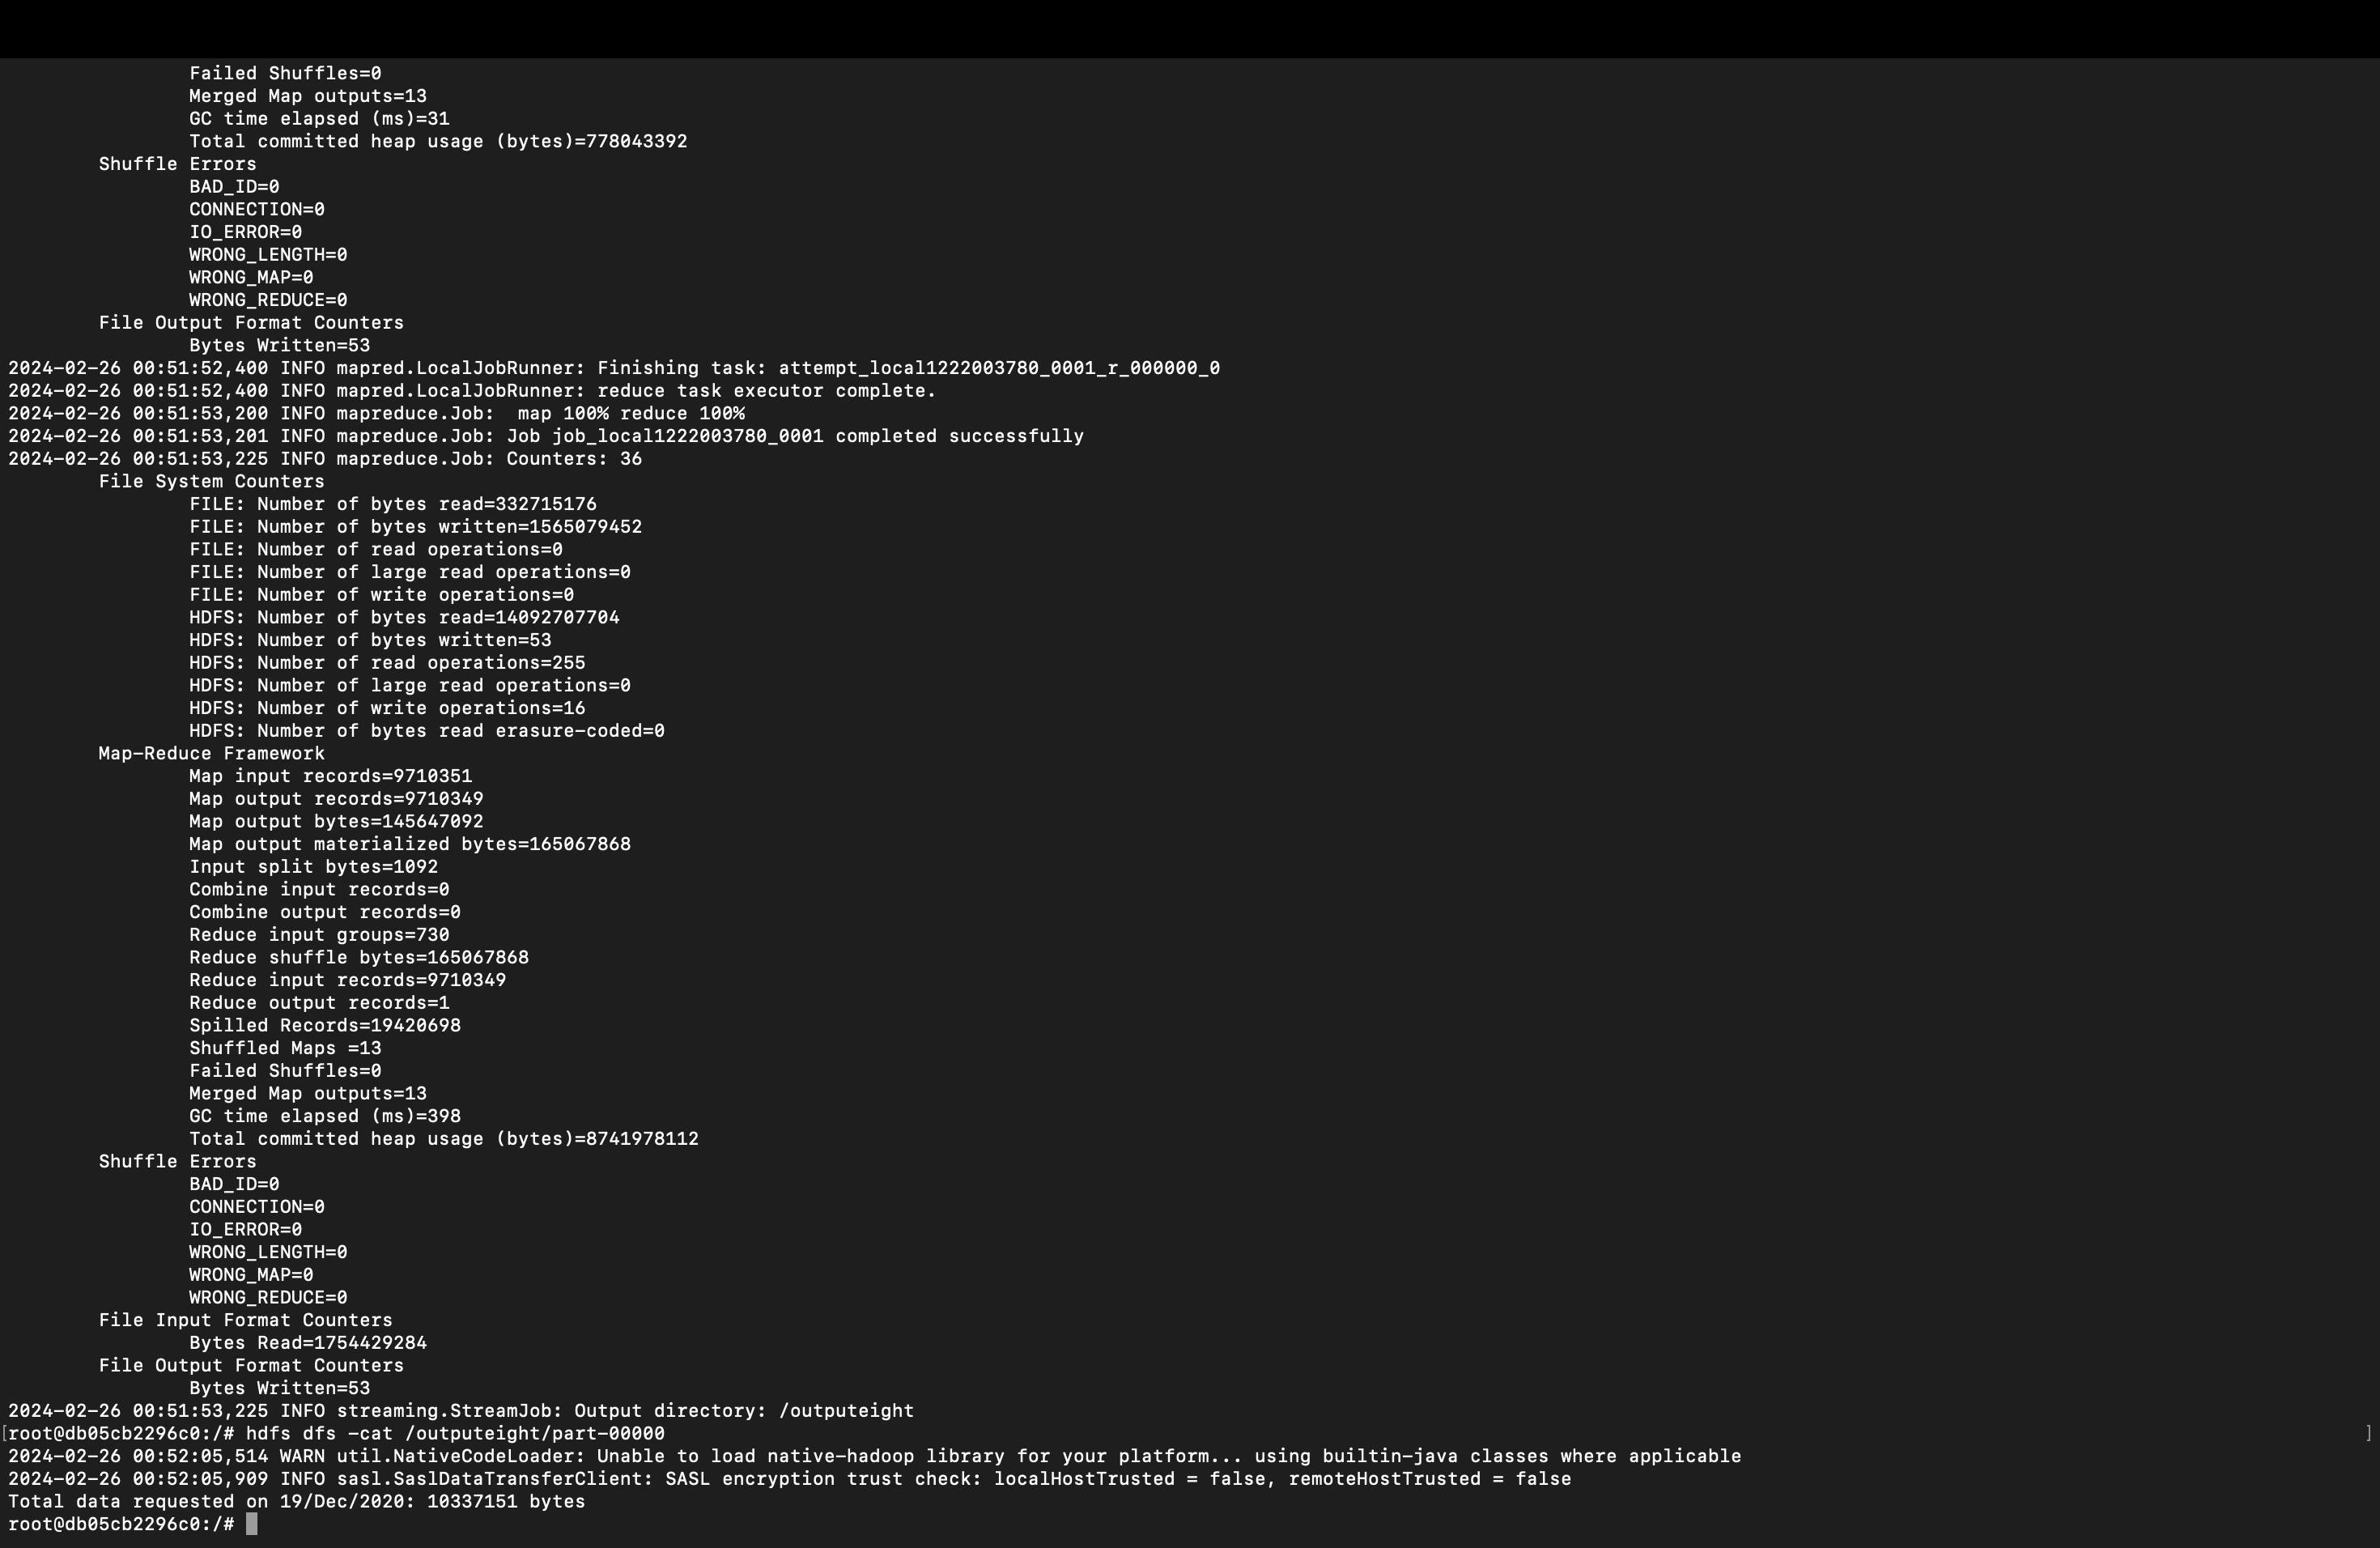 Failed Shuffles=0
Merged Map outputs=13
GC time elapsed (ms)=31
Total committed heap usage (bytes)=778043392
Shuffle Errors
BAD_ID=0
CONNECTION=0
IO_ERROR=0
WRONG_LENGTH=0
WRONG_MAP=0
WRONG_REDUCE=0
File Output Format Counters
Bytes Written=53
2024-02-26 00:51:52,400 INFO mapred.LocalJobRunner: Finishing task: attempt_local1222003780_0001_r_000000_0
2024-02-26 00:51:52,400 INFO mapred.LocalJobRunner: reduce task executor complete.
2024-02-26 00:51:53,200 INFO mapreduce.Job:  map 100% reduce 100%
2024-02-26 00:51:53,201 INFO mapreduce.Job: Job job_local1222003780_0001 completed successfully
2024-02-26 00:51:53,225 INFO mapreduce.Job: Counters: 36
File System Counters
FILE: Number of bytes read=332715176
FILE: Number of bytes written=1565079452
FILE: Number of read operations=0
FILE: Number of large read operations=0
FILE: Number of write operations=0
HDFS: Number of bytes read=14092707704
HDFS: Number of bytes written=53
HDFS: Number of read operations=255
HDFS: Number of large read operations=0
HDFS: Number of write operations=16
HDFS: Number of bytes read erasure-coded=0
Map-Reduce Framework
Map input records=9710351
Map output records=9710349
Map output bytes=145647092
Map output materialized bytes=165067868
Input split bytes=1092
Combine input records=0
Combine output records=0
Reduce input groups=730
Reduce shuffle bytes=165067868
Reduce input records=9710349
Reduce output records=1
Spilled Records=19420698
Shuffled Maps =13
Failed Shuffles=0
Merged Map outputs=13
GC time elapsed (ms)=398
Total committed heap usage (bytes)=8741978112
Shuffle Errors
BAD_ID=0
CONNECTION=0
IO_ERROR=0
WRONG_LENGTH=0
WRONG_MAP=0
WRONG_REDUCE=0
File Input Format Counters
Bytes Read=1754429284
File Output Format Counters
Bytes Written=53
2024-02-26 00:51:53,225 INFO streaming.StreamJob: Output directory: /outputeight
[root@db05cb2296c0:/# hdfs dfs -cat /outputeight/part-00000 ]
2024-02-26 00:52:05,514 WARN util.NativeCodeLoader: Unable to load native-hadoop library for your platform... using builtin-java classes where applicable
2024-02-26 00:52:05,909 INFO sasl.SaslDataTransferClient: SASL encryption trust check: localHostTrusted = false, remoteHostTrusted = false
Total data requested on 19/Dec/2020: 10337151 bytes
root@db05cb2296c0:/#